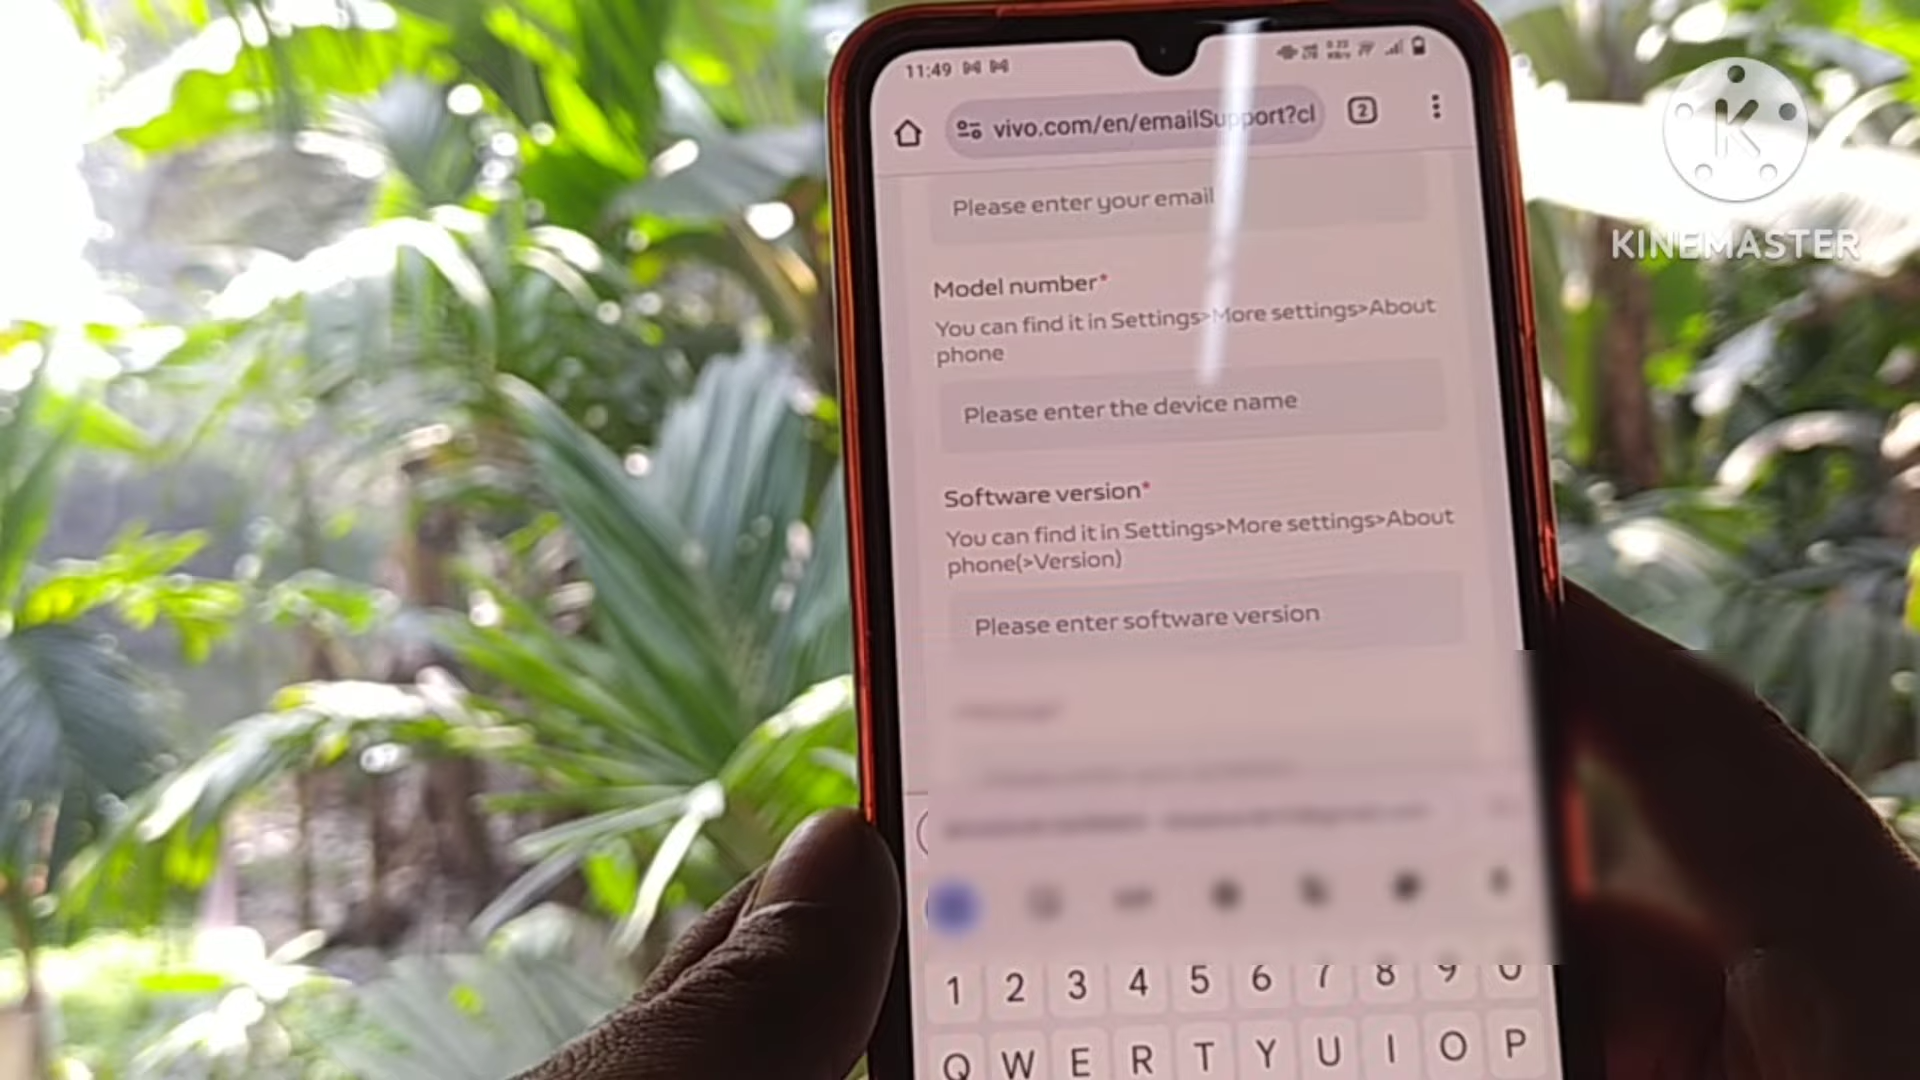 11:49
vivo.com/en/emailSupport?cl
2
K
KINEMASTER
Please enter your email
Model number*
You can find it in Settings>More settings>About
phone
Please enter the device name
Software version*
You can find it in Settings>More settings>About
phone(>Version)
Please enter software version
1 2 3 4 5 6 7 8 9 0
Q W E R T Y U I O P